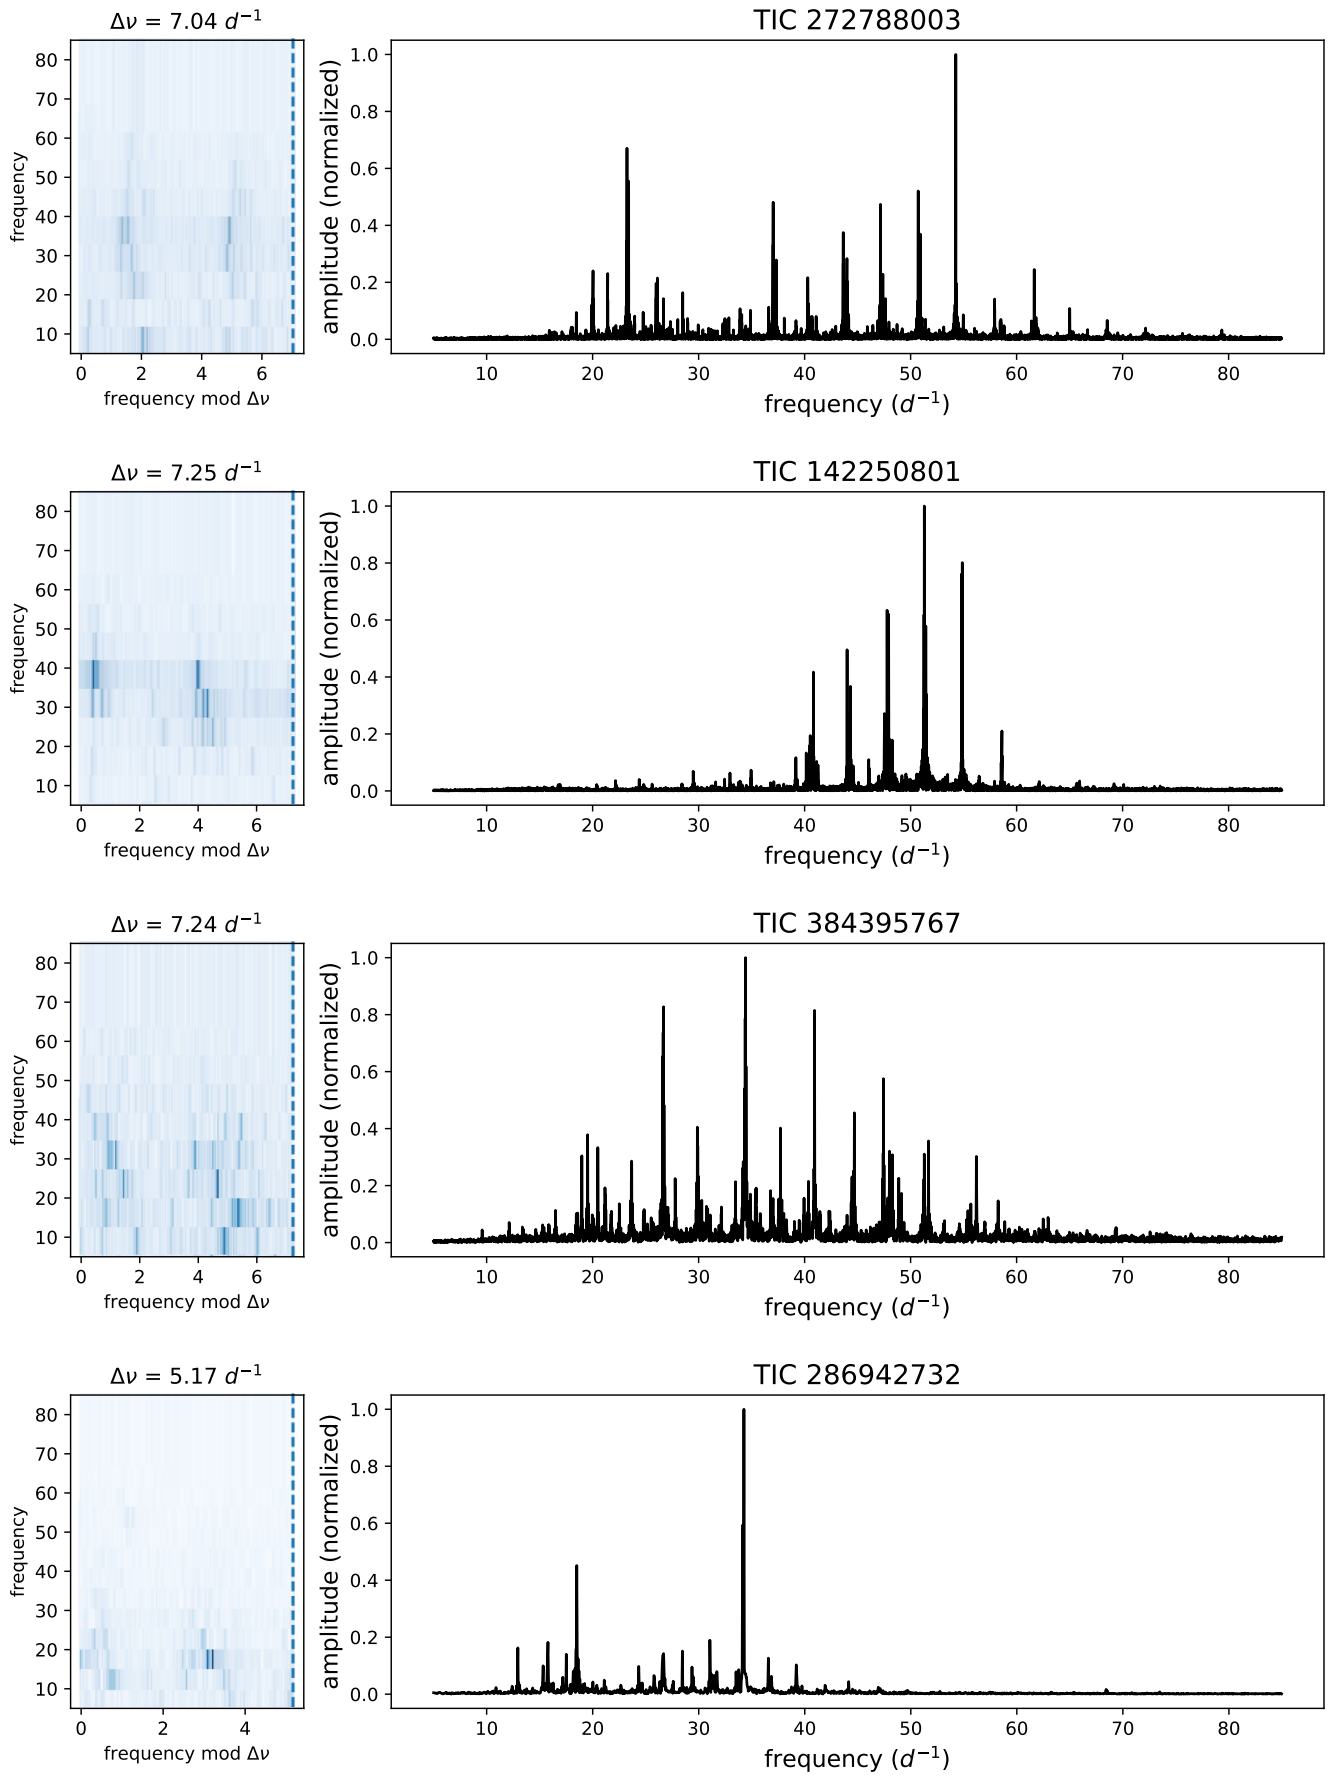 Δν = 7.04 d⁻¹
TIC 272788003
frequency
80
70
60
50
40
30
20
10
0 2 4 6
frequency mod Δν
amplitude (normalized)
1.0
0.8
0.6
0.4
0.2
0.0
10 20 30 40 50 60 70 80
frequency (d⁻¹)
Δν = 7.25 d⁻¹
TIC 142250801
frequency
80
70
60
50
40
30
20
10
0 2 4 6
frequency mod Δν
amplitude (normalized)
1.0
0.8
0.6
0.4
0.2
0.0
10 20 30 40 50 60 70 80
frequency (d⁻¹)
Δν = 7.24 d⁻¹
TIC 384395767
frequency
80
70
60
50
40
30
20
10
0 2 4 6
frequency mod Δν
amplitude (normalized)
1.0
0.8
0.6
0.4
0.2
0.0
10 20 30 40 50 60 70 80
frequency (d⁻¹)
Δν = 5.17 d⁻¹
TIC 286942732
frequency
80
70
60
50
40
30
20
10
0 2 4
frequency mod Δν
amplitude (normalized)
1.0
0.8
0.6
0.4
0.2
0.0
10 20 30 40 50 60 70 80
frequency (d⁻¹)